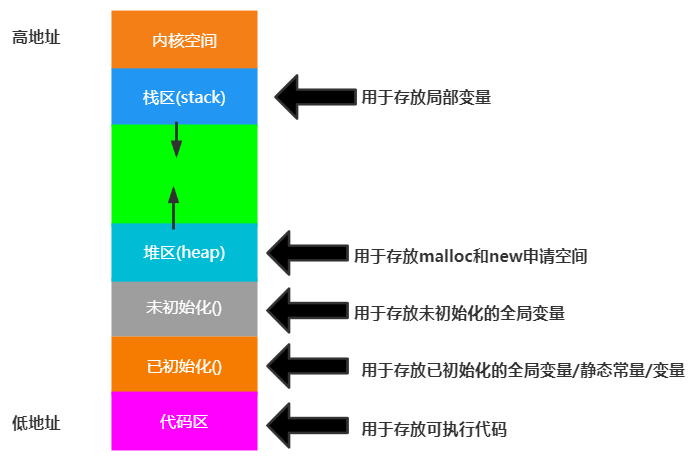 高地址
内核空间
栈区(stack)
用于存放局部变量
堆区(heap)
用于存放malloc和new申请空间
未初始化()
用于存放未初始化的全局变量
已初始化()
用于存放已初始化的全局变量/静态常量/变量
低地址
代码区
用于存放可执行代码